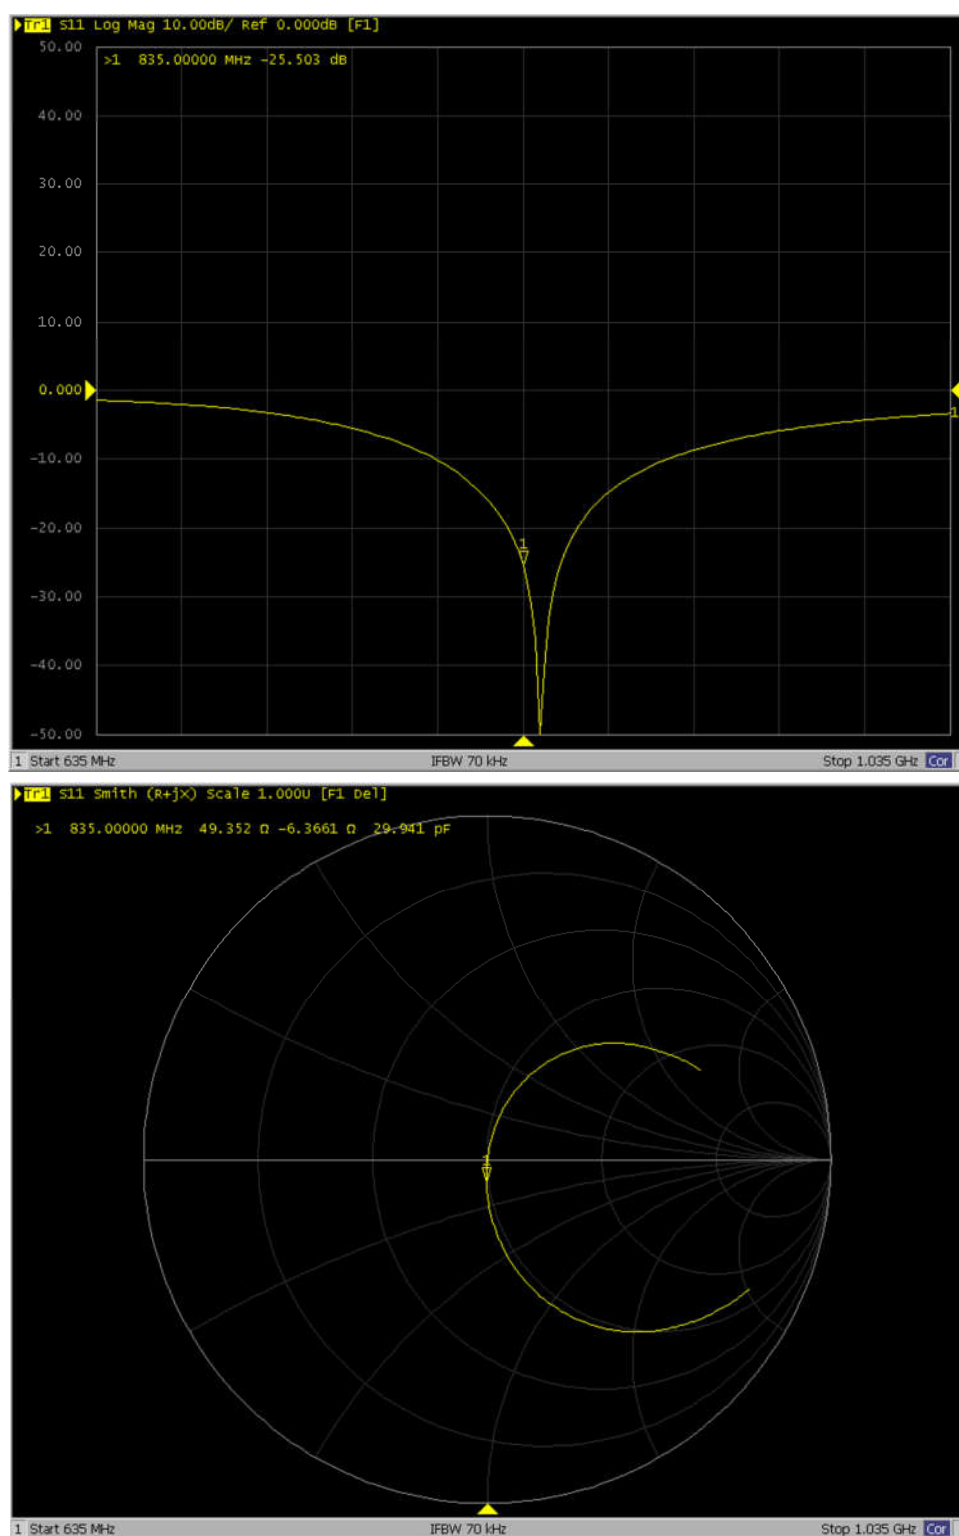 Tr1 S11 Log Mag 10.00dB/ Ref 0.000dB [F1]
50.00
>1 835.00000 MHz -25.503 dB
40.00
30.00
20.00
10.00
0.000
1
-10.00
-20.00
1
-30.00
-40.00
-50.00
1 Start 635 MHz IFBW 70 kHz Stop 1.035 GHz Cor
Tr1 S11 Smith (R+jX) Scale 1.000U [F1 Del]
>1 835.00000 MHz 49.352 Ω -6.3661 Ω 29.941 pF
1
1 Start 635 MHz IFBW 70 kHz Stop 1.035 GHz Cor